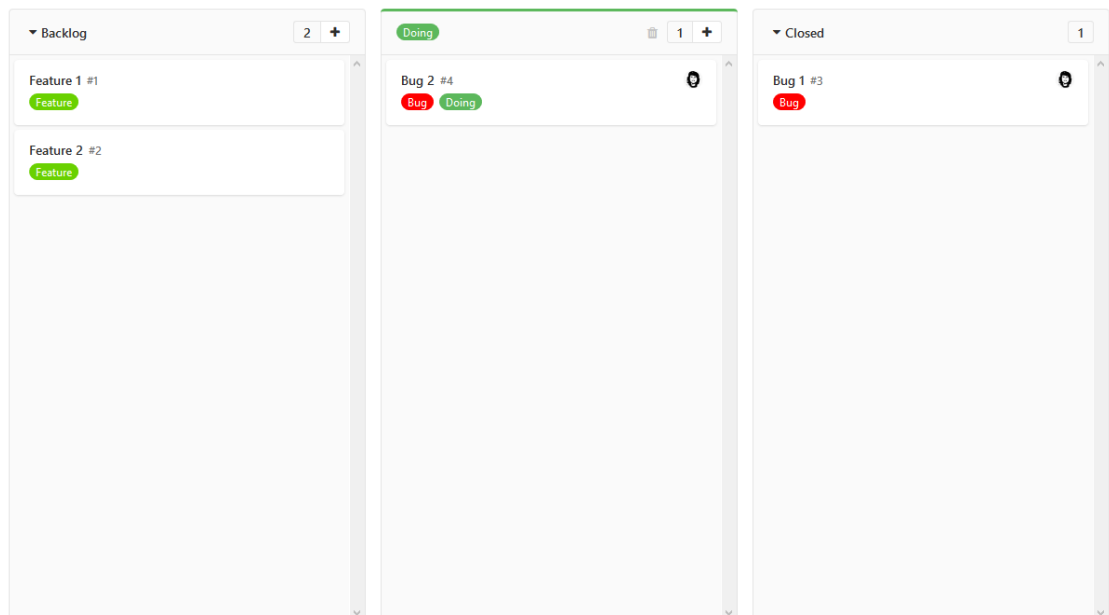 Backlog 2 +
Feature 1 #1
Feature
Feature 2 #2
Feature
Doing 1 +
Bug 2 #4
Bug Doing
Closed 1
Bug 1 #3
Bug